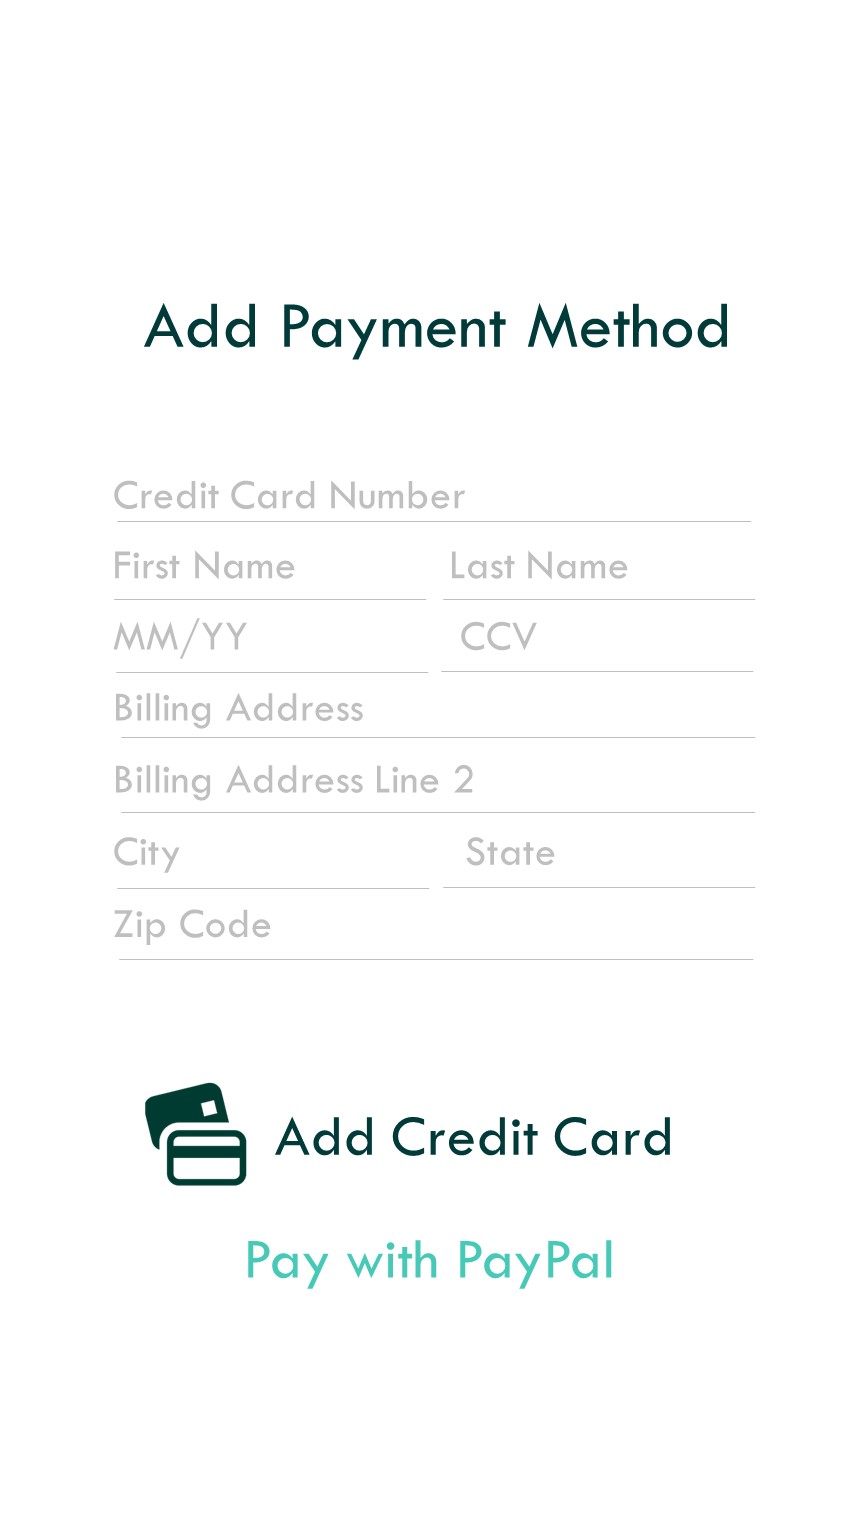 Add Payment Method
Credit Card Number
First Name Last Name
MM/YY CCV
Billing Address
Billing Address Line 2
City State
Zip Code
Add Credit Card
Pay with PayPal